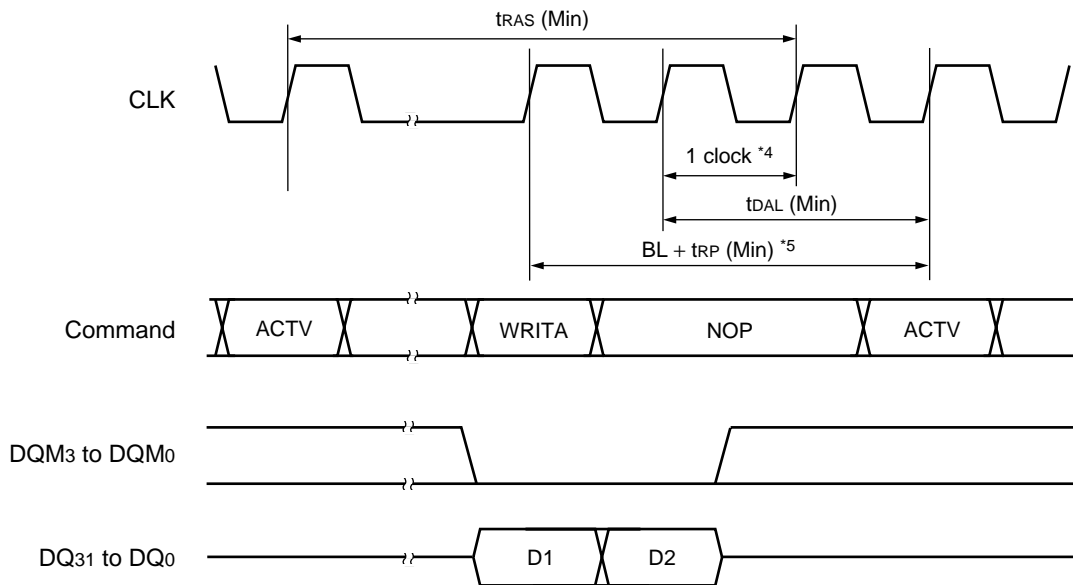 tRAS (Min)
CLK
1 clock *4
tDAL (Min)
BL + tRP (Min) *5
Command
ACTV
WRITA
NOP
ACTV
DQM3 to DQM0
DQ31 to DQ0
D1
D2